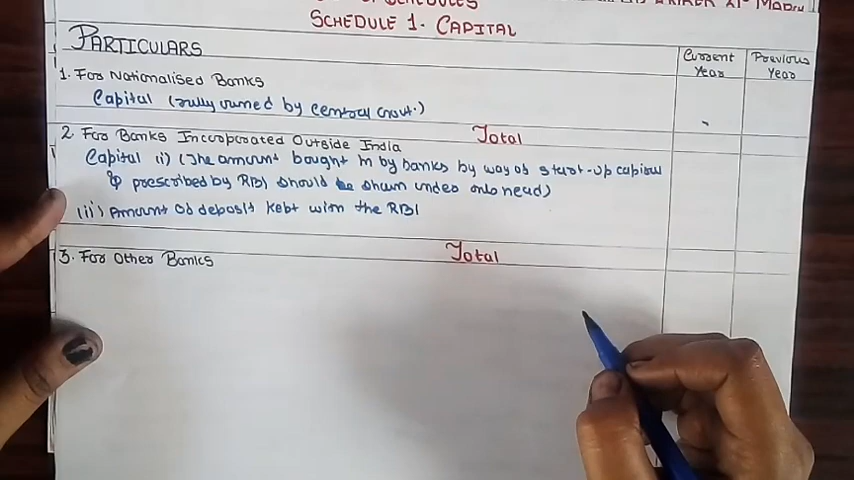 SCHEDULES
SCHEDULE 1. CAPITAL
PARTICULARS
Current Year
Previous Year
1. For Nationalised Banks
Capital (Fully owned by Central Govt.)
Total
2. For Banks Incorporated Outside India
Capital (i) (The amount bought in by banks by way of start-up capital
prescribed by RBI should be shown under this head)
(ii) Amount of deposit kept with the RBI
Total
3. For Other Banks